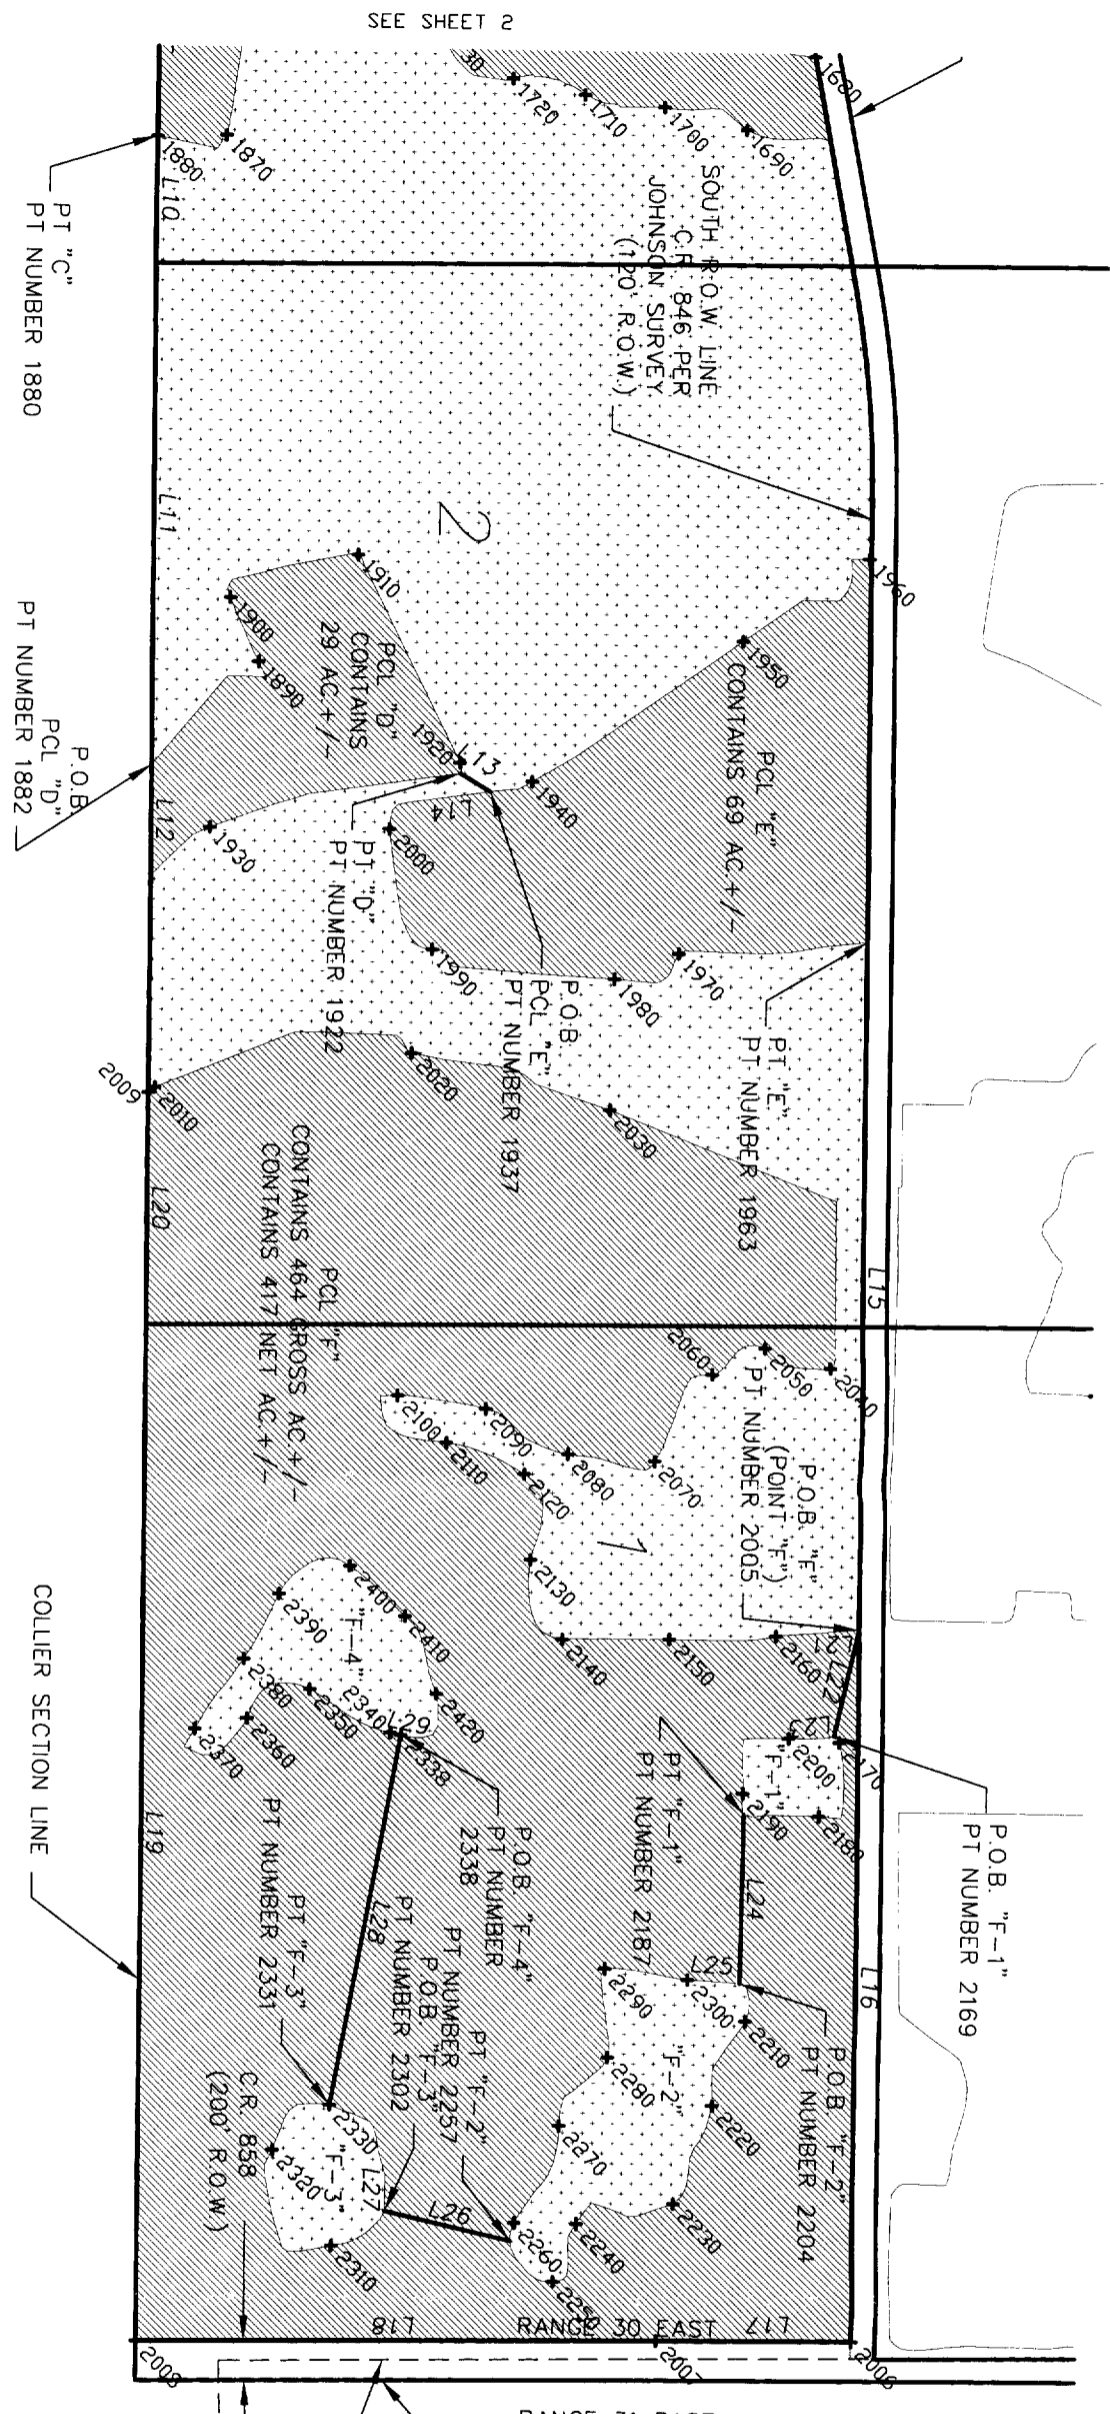 SEE SHEET 2
1680
1690
1700
1710
1720
30
1870
1880
L10
PT "C"
PT NUMBER 1880
SOUTH R.O.W. LINE
C.R. 846 PER
JOHNSON SURVEY
(120' R.O.W.)
L11
2
1960
1950
1910
1900
1890
PCL "D"
CONTAINS
29 AC.+/-
PCL "E"
CONTAINS 69 AC.+/-
1920
L13
1940
L14
P.O.B.
PCL "D"
PT NUMBER 1882
L12
1930
2000
PT "D"
PT NUMBER 1922
1990
1980
1970
P.O.B.
PCL "E"
PT NUMBER 1937
PT "E"
PT NUMBER 1963
2009
2010
2020
2030
L20
L15
PCL "F"
CONTAINS 464 GROSS AC.+/-
CONTAINS 417 NET AC.+/-
2040
2050
2060
2070
2080
2090
2100
2110
2120
2130
2140
2150
2160
1
P.O.B. "F"
(POINT "F")
PT NUMBER 2005
L22
2170
2180
2190
2200
"F-1"
P.O.B. "F-1"
PT NUMBER 2169
PT "F-1"
PT NUMBER 2187
2400
2390
2410
"F-4"
2380
2370
2360
2350
2340
L29
2338
2420
COLLIER SECTION LINE
L19
L24
L25
L16
P.O.B. "F-4"
PT NUMBER
2338
L28
PT "F-3"
PT NUMBER 2331
P.O.B. "F-2"
PT NUMBER 2204
2210
2220
2230
2240
2250
2260
2270
2280
2290
2300
"F-2"
PT "F-2"
PT NUMBER 2257
P.O.B. "F-3"
PT NUMBER 2302
2330
2320
2310
"F-3"
L27
L26
C.R. 858
(200' R.O.W.)
L18
RANGE 30 EAST
L17
2008
2007
2006